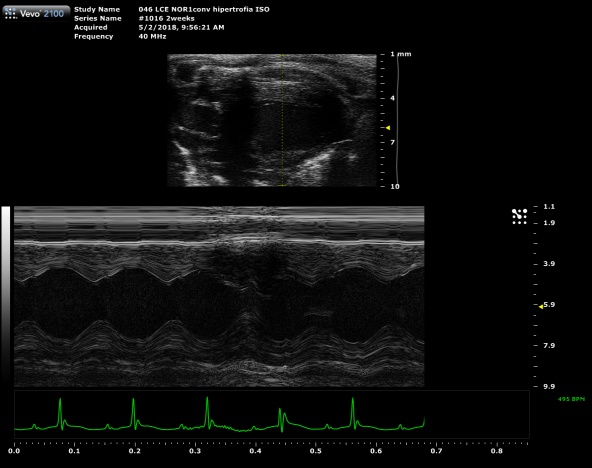 Vevo 2100
Study Name 046 LCE NOR1conv hipertrofia ISO
Series Name #1016 2weeks
Acquired 5/2/2018, 9:56:21 AM
Frequency 40 MHz
1 mm
4
7
10
1.1
1.9
3.9
5.9
7.9
9.9
495 BPM
0.0 0.1 0.2 0.3 0.4 0.5 0.6 0.7 0.8